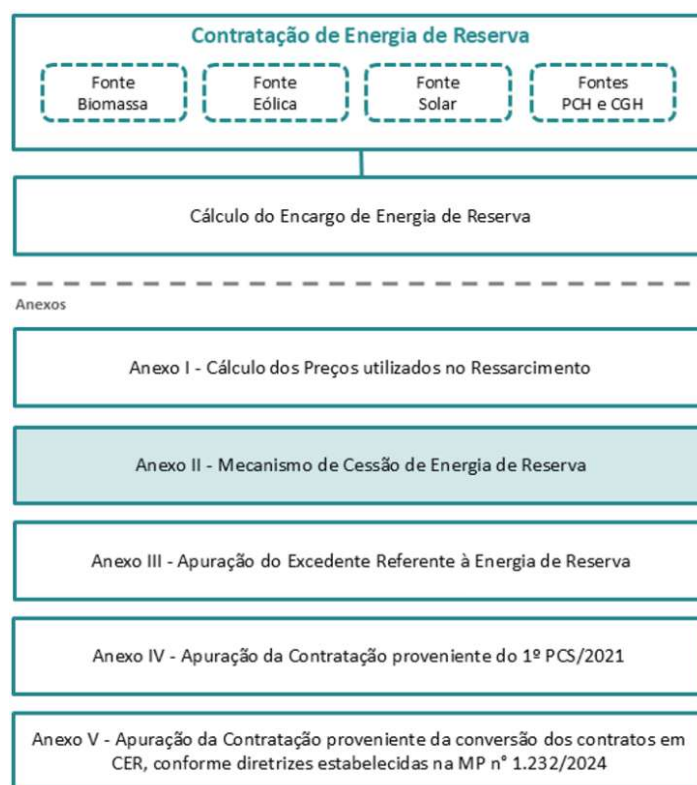 Contratação de Energia de Reserva
Fonte
Biomassa
Fonte
Eólica
Fonte
Solar
Fontes
PCH e CGH
Cálculo do Encargo de Energia de Reserva
Anexos
Anexo I - Cálculo dos Preços utilizados no Ressarcimento
Anexo II - Mecanismo de Cessão de Energia de Reserva
Anexo III - Apuração do Excedente Referente à Energia de Reserva
Anexo IV - Apuração da Contratação proveniente do 1º PCS/2021
Anexo V - Apuração da Contratação proveniente da conversão dos contratos em
CER, conforme diretrizes estabelecidas na MP n° 1.232/2024